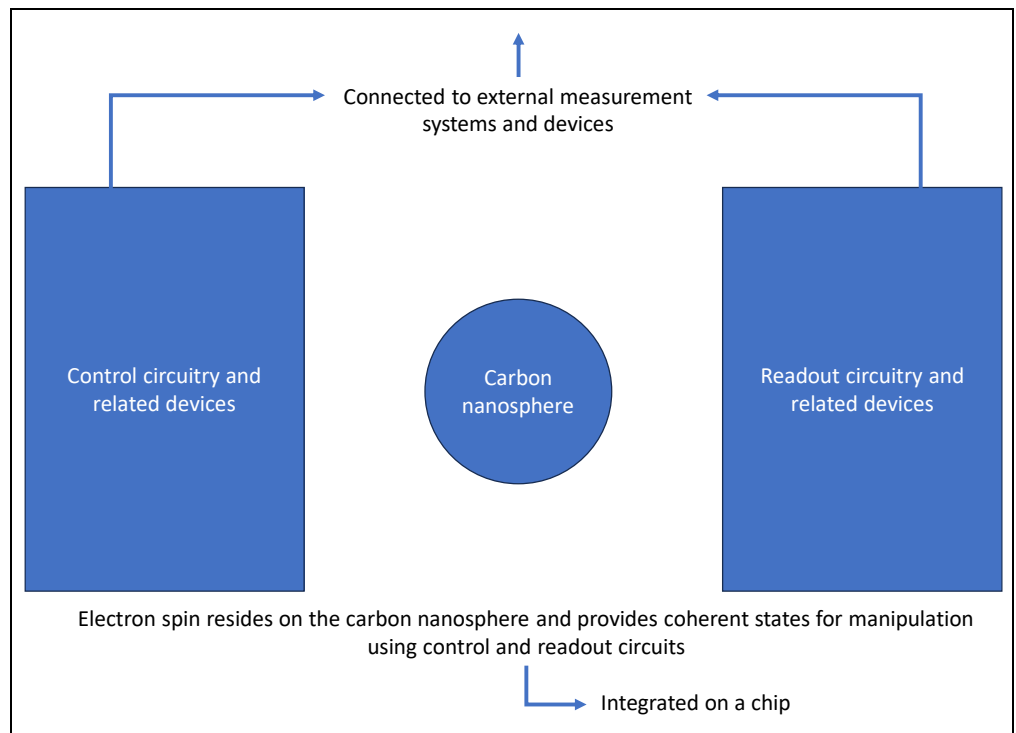 Connected to external measurement
systems and devices
Control circuitry and
related devices
Carbon
nanosphere
Readout circuitry and
related devices
Electron spin resides on the carbon nanosphere and provides coherent states for manipulation
using control and readout circuits
Integrated on a chip